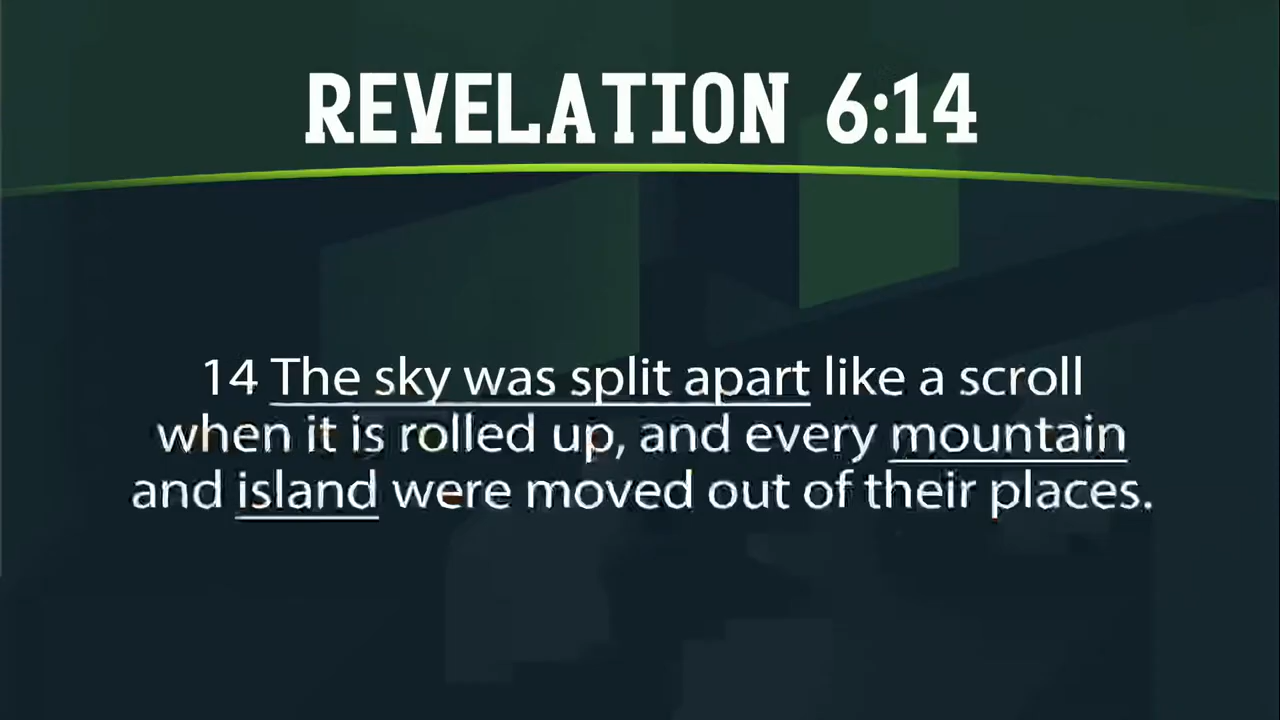 REVELATION 6:14
14 The sky was split apart like a scroll
when it is rolled up, and every mountain
and island were moved out of their places.